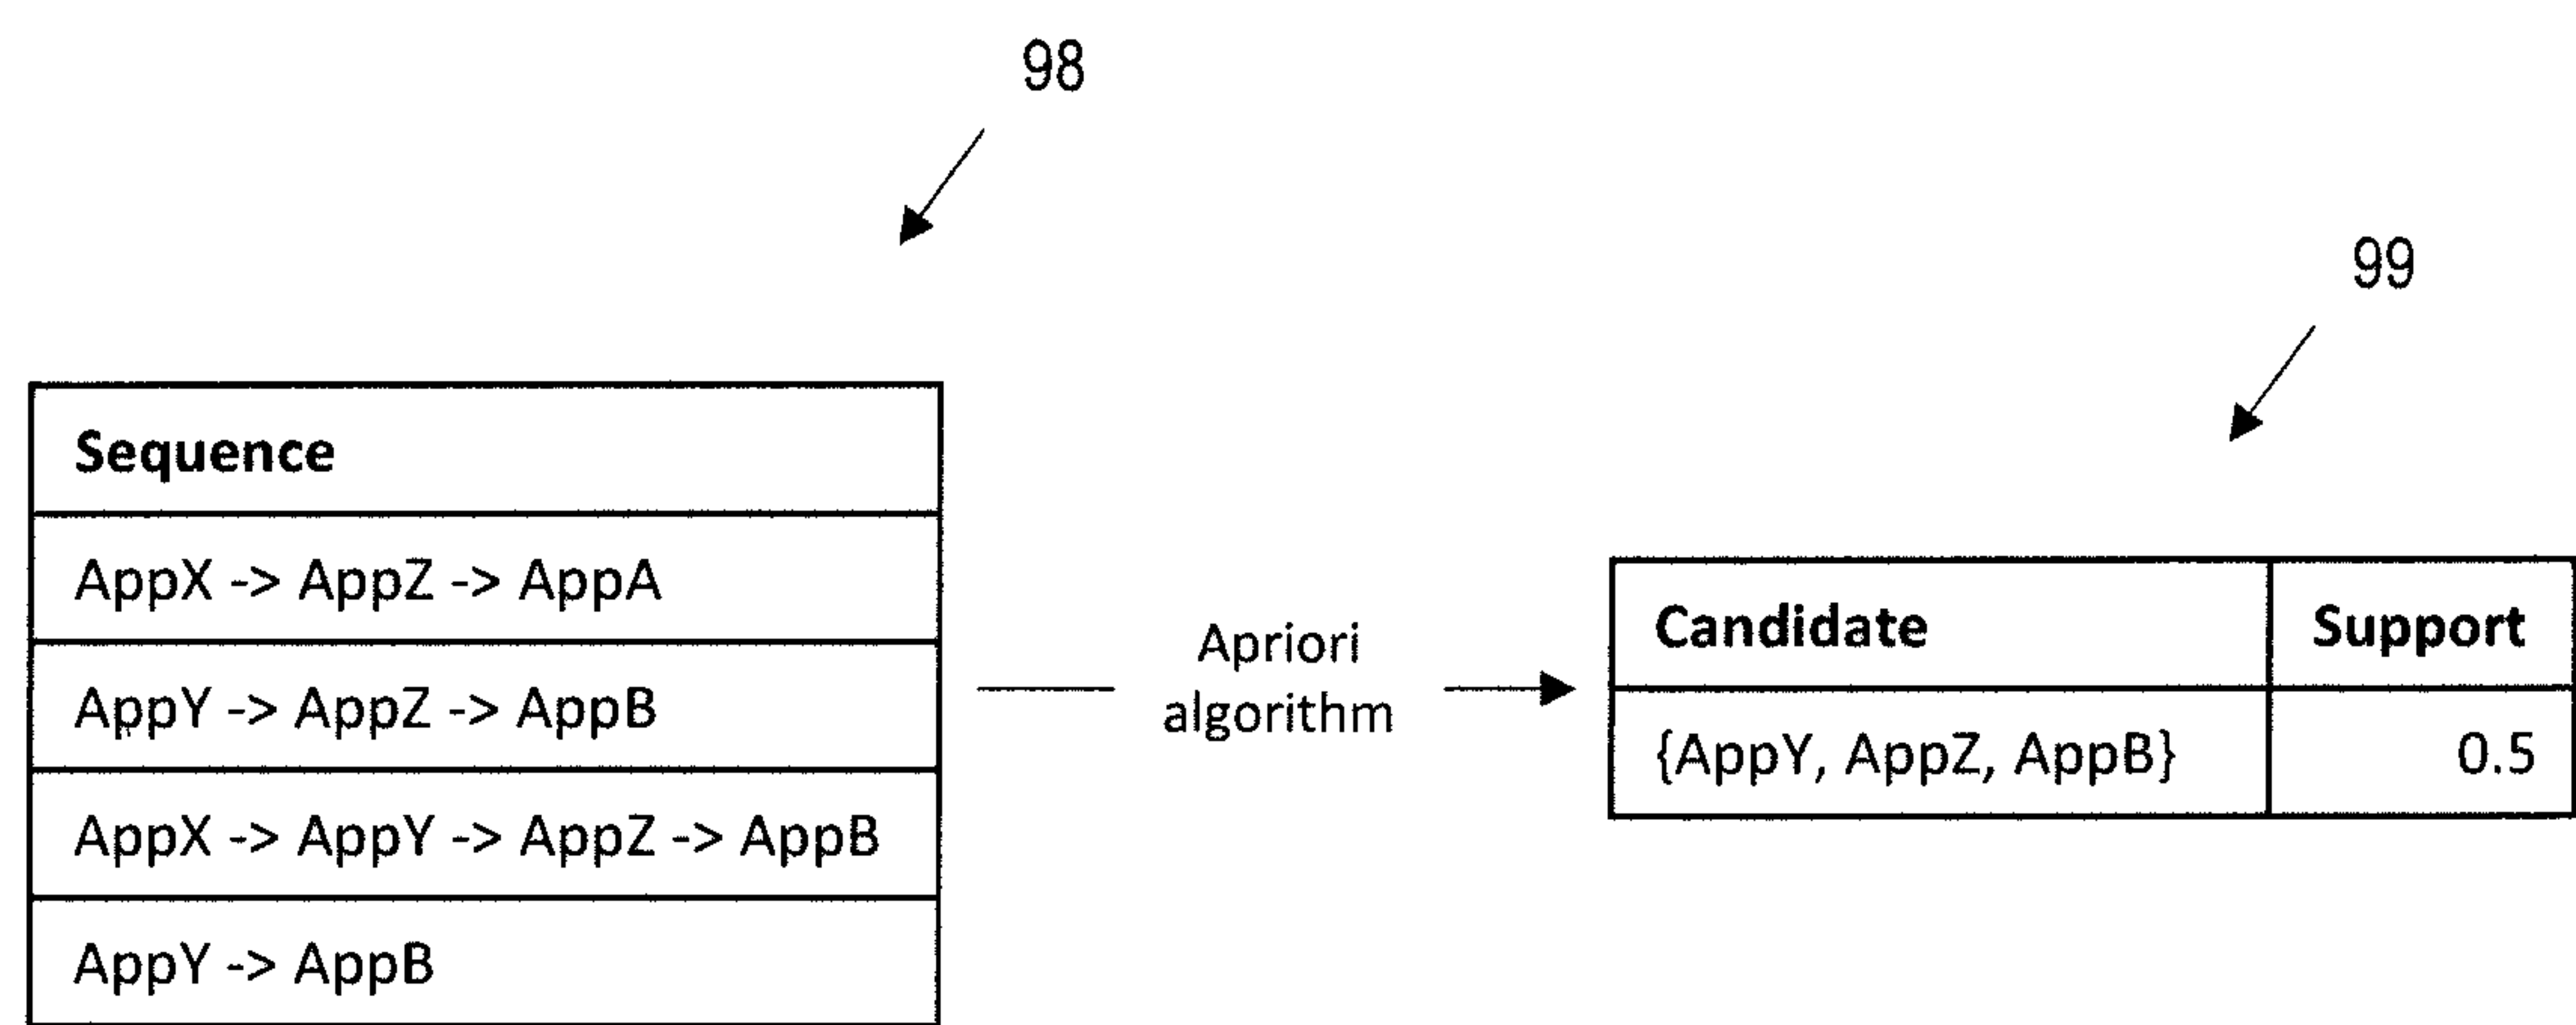 98
99
Sequence
AppX -> AppZ -> AppA
AppY -> AppZ -> AppB
AppX -> AppY -> AppZ -> AppB
AppY -> AppB
Apriori
algorithm
Candidate Support
{AppY, AppZ, AppB} 0.5